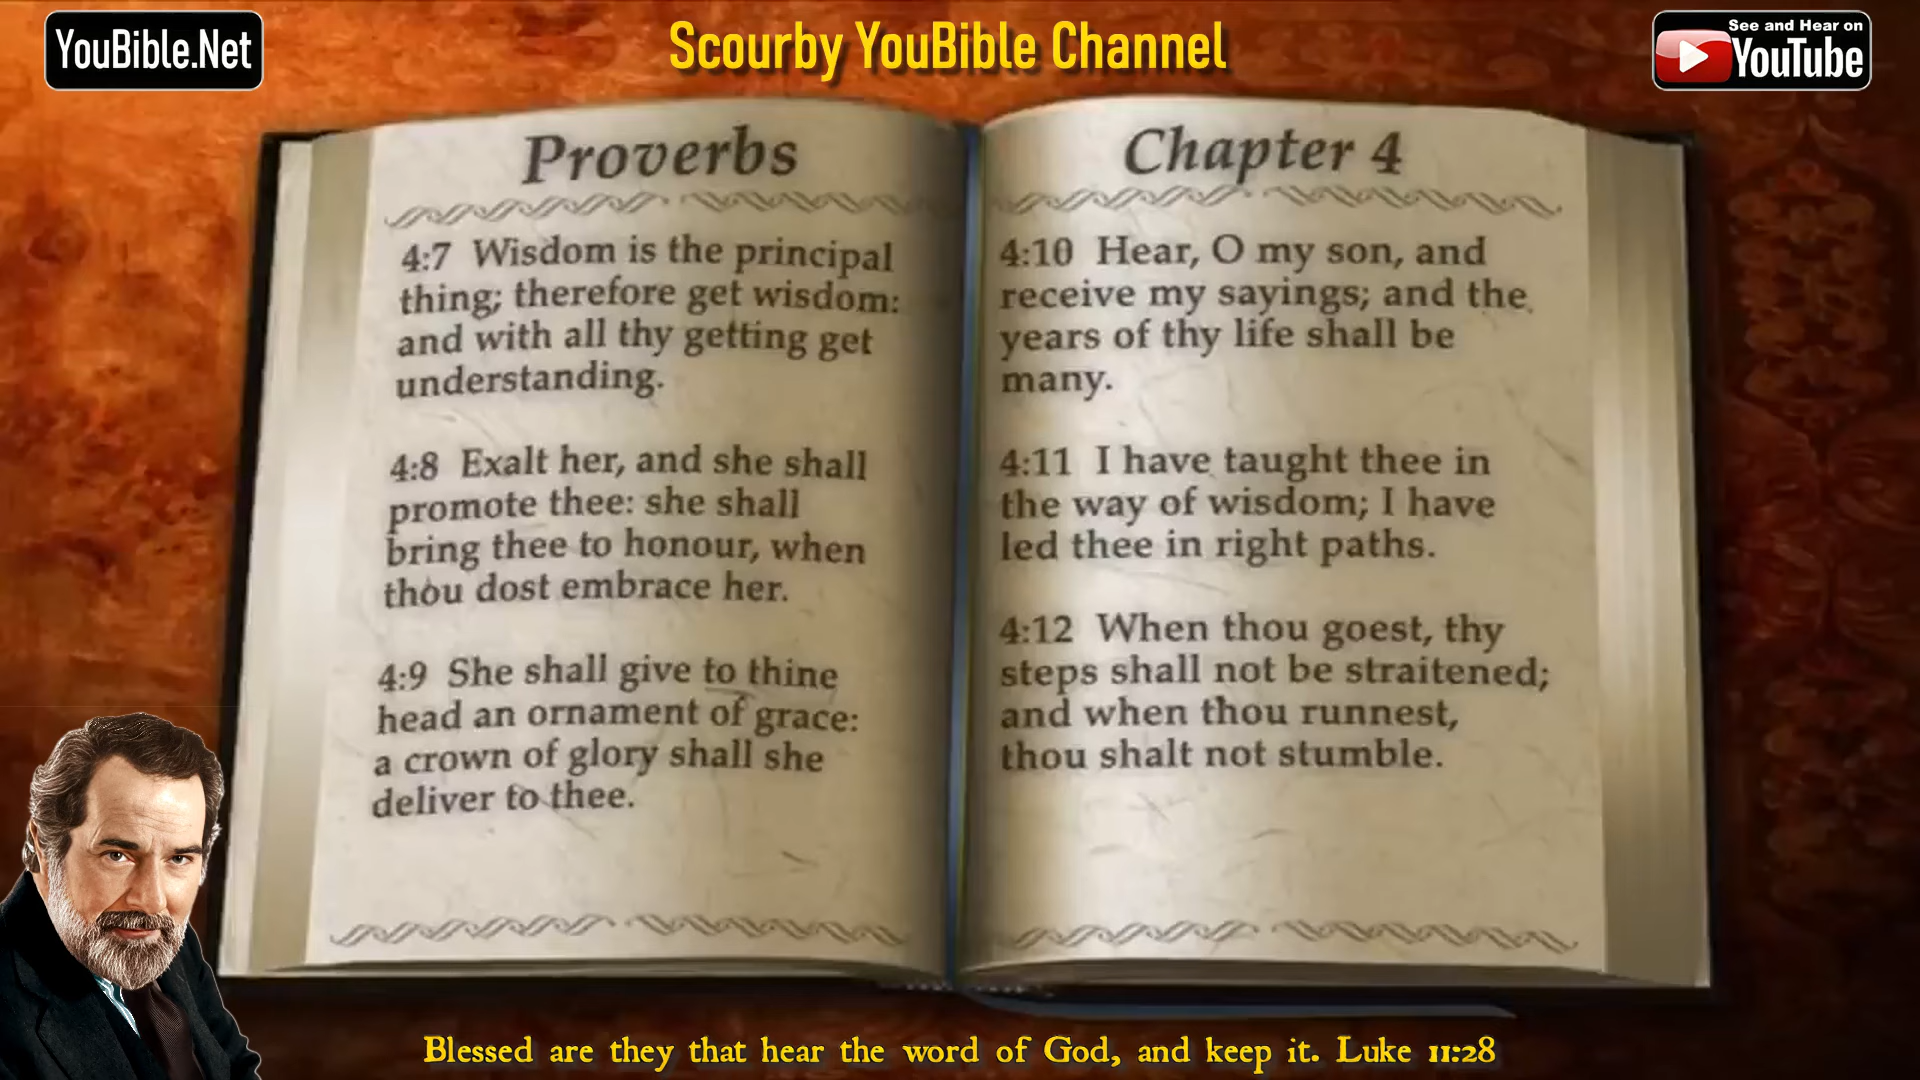 YouBible.Net
Scourby YouBible Channel
See and Hear on
YouTube
Proverbs
4:7 Wisdom is the principal
thing; therefore get wisdom:
and with all thy getting get
understanding.
4:8 Exalt her, and she shall
promote thee: she shall
bring thee to honour, when
thou dost embrace her.
4:9 She shall give to thine
head an ornament of grace:
a crown of glory shall she
deliver to thee.
Chapter 4
4:10 Hear, O my son, and
receive my sayings; and the
years of thy life shall be
many.
4:11 I have taught thee in
the way of wisdom; I have
led thee in right paths.
4:12 When thou goest, thy
steps shall not be straitened;
and when thou runnest,
thou shalt not stumble.
Blessed are they that hear the word of God, and keep it. Luke 11:28